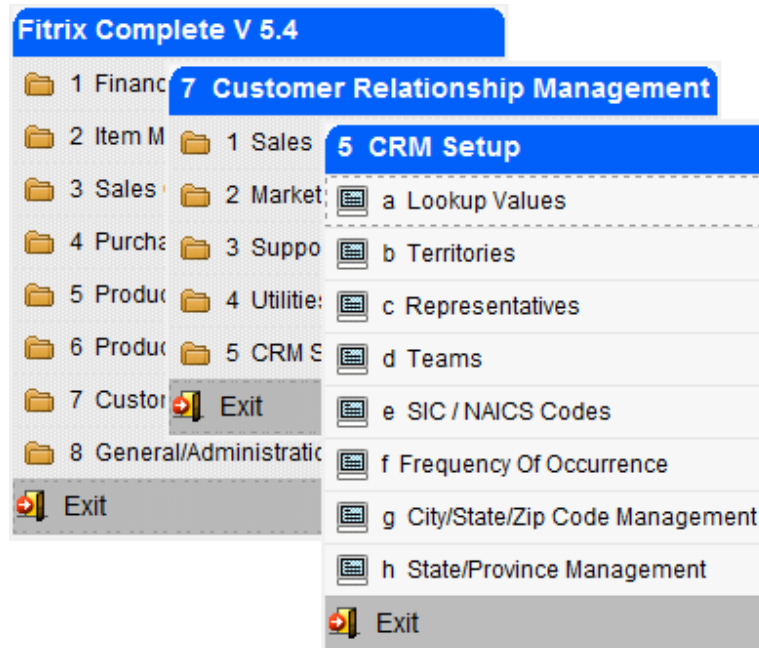 Fitrix Complete V 5.4
1 Financ
2 Item M
3 Sales
4 Purcha
5 Produc
6 Produc
7 Custor
8 General/Administratic
Exit
7 Customer Relationship Management
1 Sales
2 Market
3 Suppo
4 Utilities
5 CRM S
Exit
5 CRM Setup
a Lookup Values
b Territories
c Representatives
d Teams
e SIC / NAICS Codes
f Frequency Of Occurrence
g City/State/Zip Code Management
h State/Province Management
Exit